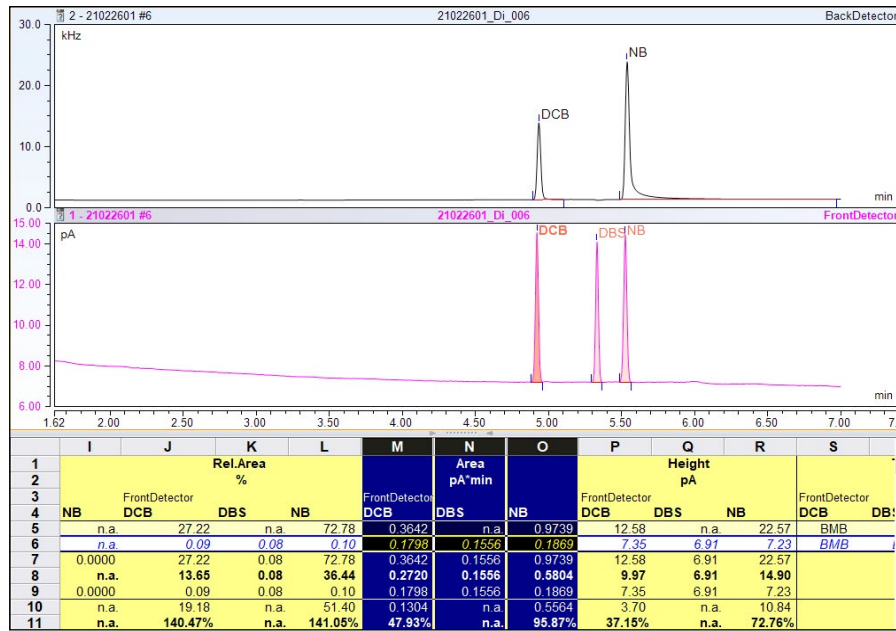 2 - 21022601 #6 21022601_Di_006 BackDetector
30.0
kHz
NB
20.0
DCB
10.0
min
0.0
1 - 21022601 #6 21022601_Di_006 FrontDetector
15.00
pA DCB DBS NB
14.00
12.00
10.00
8.00
min
6.00
1.62 2.00 2.50 3.00 3.50 4.00 4.50 5.00 5.50 6.00 6.50 7.00 7.
I J K L M N O P Q R S
1 Rel.Area Area Height
2 % pA*min pA
3 FrontDetector FrontDetector FrontDetector FrontDetector
4 NB DCB DBS NB DCB DBS NB DCB DBS NB DCB DBS
5 n.a. 27.22 n.a. 72.78 0.3642 n.a. 0.9739 12.58 n.a. 22.57 BMB
6 n.a. 0.09 0.08 0.10 0.1798 0.1556 0.1869 7.35 6.91 7.23 BMB
7 0.0000 27.22 0.08 72.78 0.3642 0.1556 0.9739 12.58 6.91 22.57
8 n.a. 13.65 0.08 36.44 0.2720 0.1556 0.5804 9.97 6.91 14.90
9 0.0000 0.09 0.08 0.10 0.1798 0.1556 0.1869 7.35 6.91 7.23
10 n.a. 19.18 n.a. 51.40 0.1304 n.a. 0.5564 3.70 n.a. 10.84
11 n.a. 140.47% n.a. 141.05% 47.93% n.a. 95.87% 37.15% n.a. 72.76%